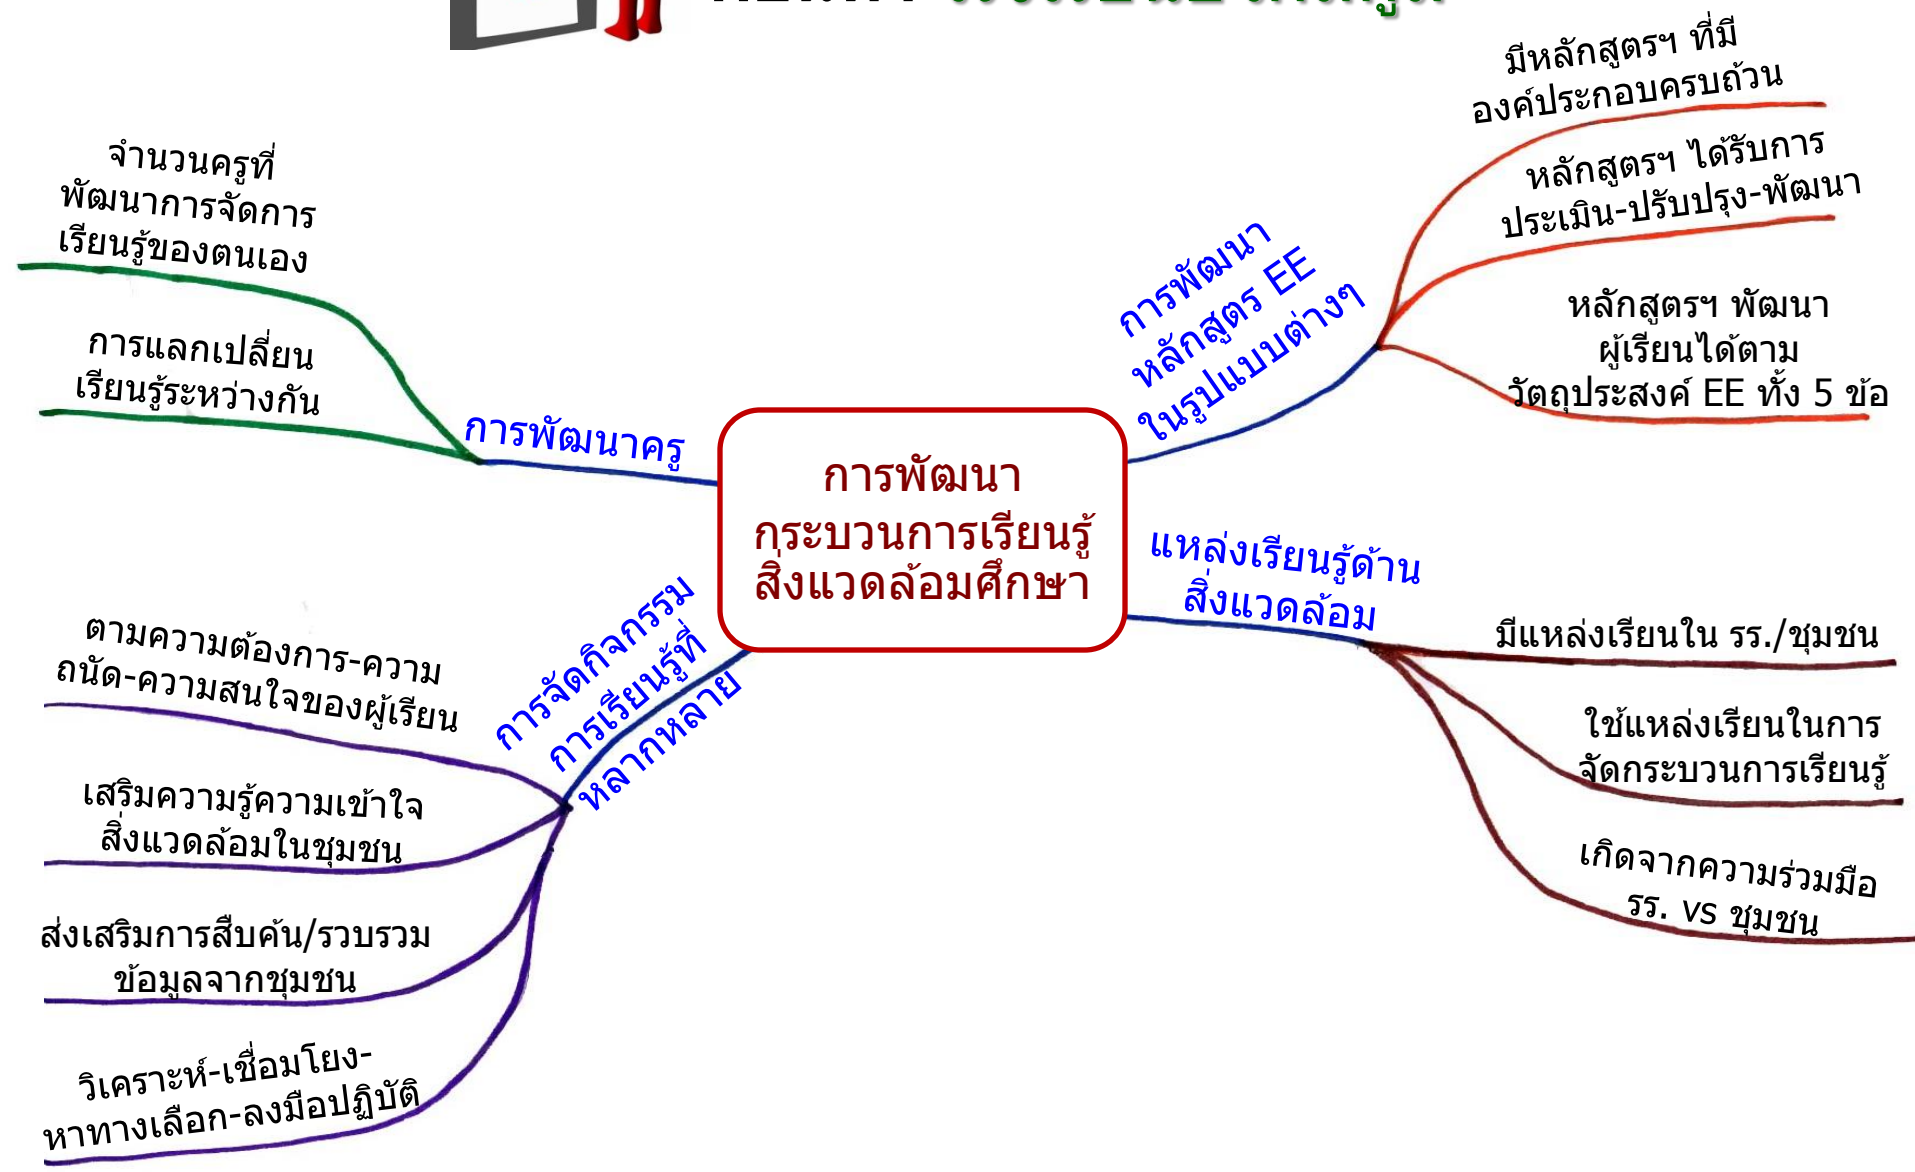 มีหลักสูตรฯ ที่มี
องค์ประกอบครบถ้วน
หลักสูตรฯ ได้รับการ
ประเมิน-ปรับปรุง-พัฒนา
หลักสูตรฯ พัฒนา
ผู้เรียนได้ตาม
วัตถุประสงค์ EE ทั้ง 5 ข้อ
การพัฒนา
หลักสูตร EE
ในรูปแบบต่างๆ
จำนวนครูที่
พัฒนาการจัดการ
เรียนรู้ของตนเอง
การแลกเปลี่ยน
เรียนรู้ระหว่างกัน
การพัฒนาครู
การพัฒนา
กระบวนการเรียนรู้
สิ่งแวดล้อมศึกษา
แหล่งเรียนรู้ด้าน
สิ่งแวดล้อม
มีแหล่งเรียนใน รร./ชุมชน
ใช้แหล่งเรียนในการ
จัดกระบวนการเรียนรู้
เกิดจากความร่วมมือ
รร. vs ชุมชน
การจัดกิจกรรม
การเรียนรู้ที่
หลากหลาย
ตามความต้องการ-ความ
ถนัด-ความสนใจของผู้เรียน
เสริมความรู้ความเข้าใจ
สิ่งแวดล้อมในชุมชน
ส่งเสริมการสืบค้น/รวบรวม
ข้อมูลจากชุมชน
วิเคราะห์-เชื่อมโยง-
หาทางเลือก-ลงมือปฏิบัติ